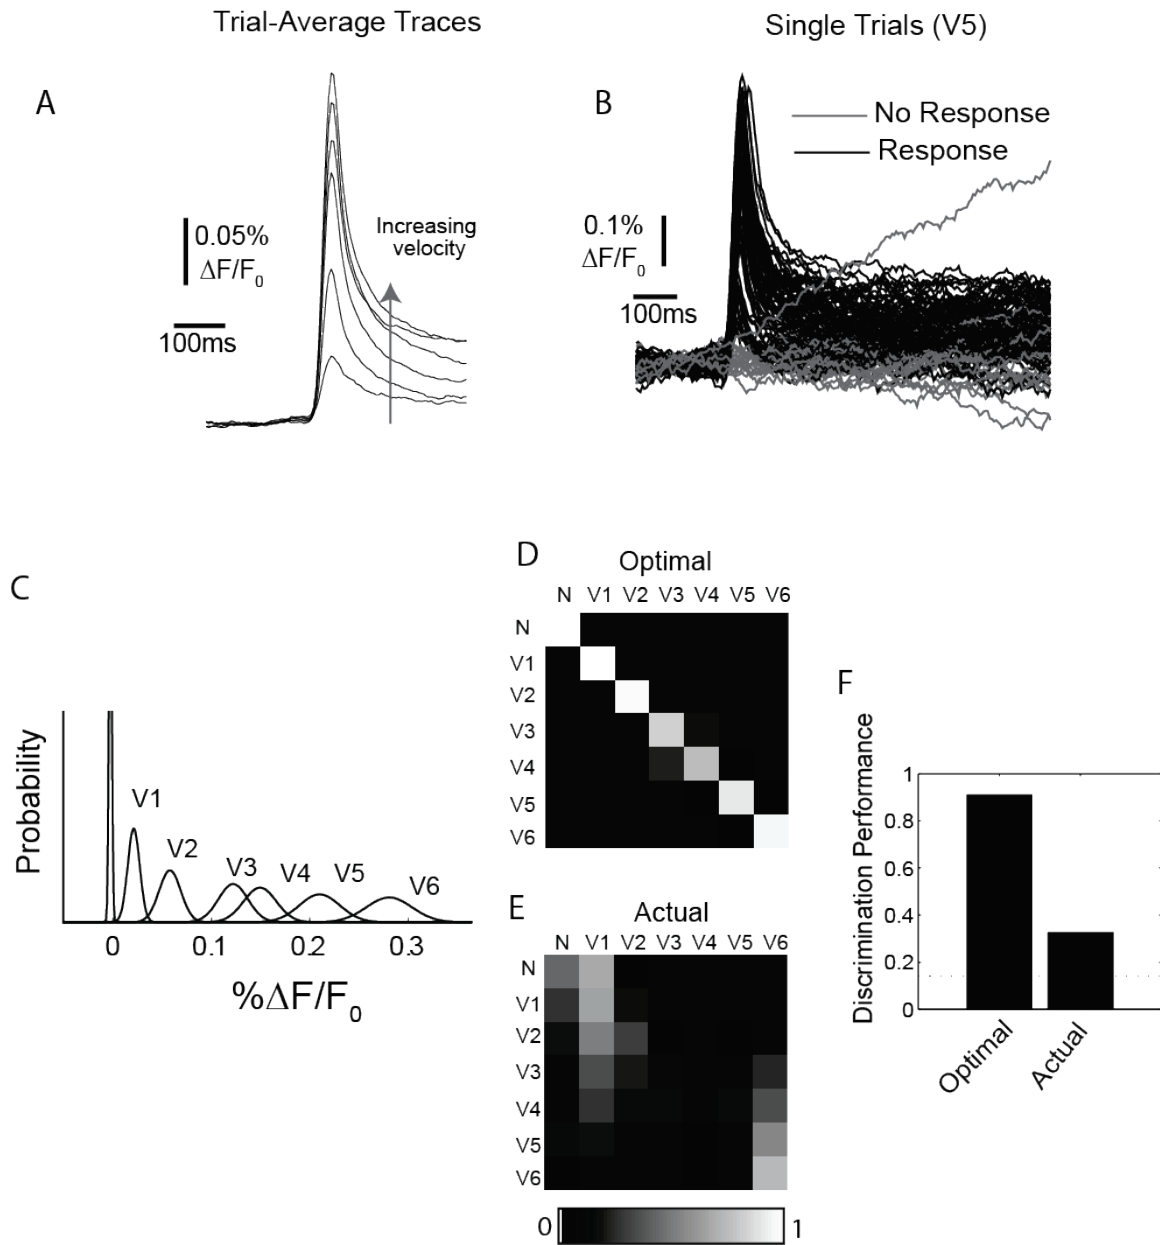 Trial-Average Traces
Single Trials (V5)
A
B
No Response
Response
0.05%
ΔF/F₀
100ms
Increasing
velocity
0.1%
ΔF/F₀
100ms
C
Probability
V1
V2
V3
V4
V5
V6
0 0.1 0.2 0.3
%ΔF/F₀
D
Optimal
N V1 V2 V3 V4 V5 V6
N
V1
V2
V3
V4
V5
V6
E
Actual
N V1 V2 V3 V4 V5 V6
N
V1
V2
V3
V4
V5
V6
0 1
F
Discrimination Performance
1
0.8
0.6
0.4
0.2
0
Optimal
Actual